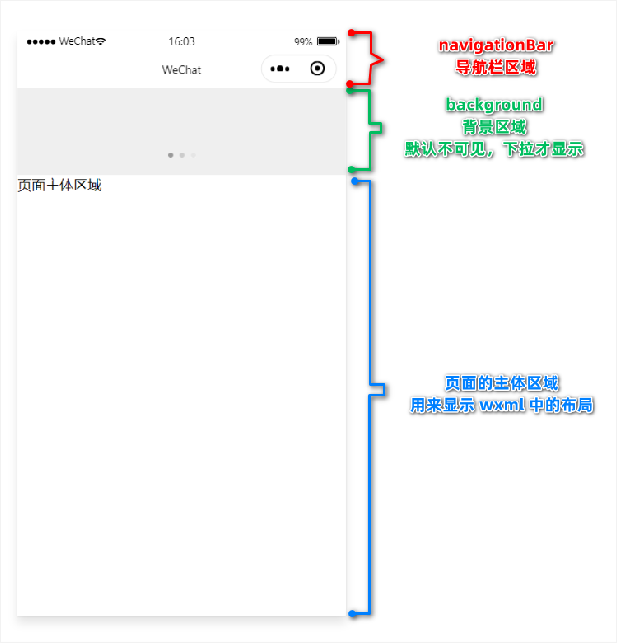 WeChat 16:03 99%
WeChat
页面主体区域
navigationBar
导航栏区域
background
背景区域
默认不可见，下拉才显示
页面的主体区域
用来显示 wxml 中的布局